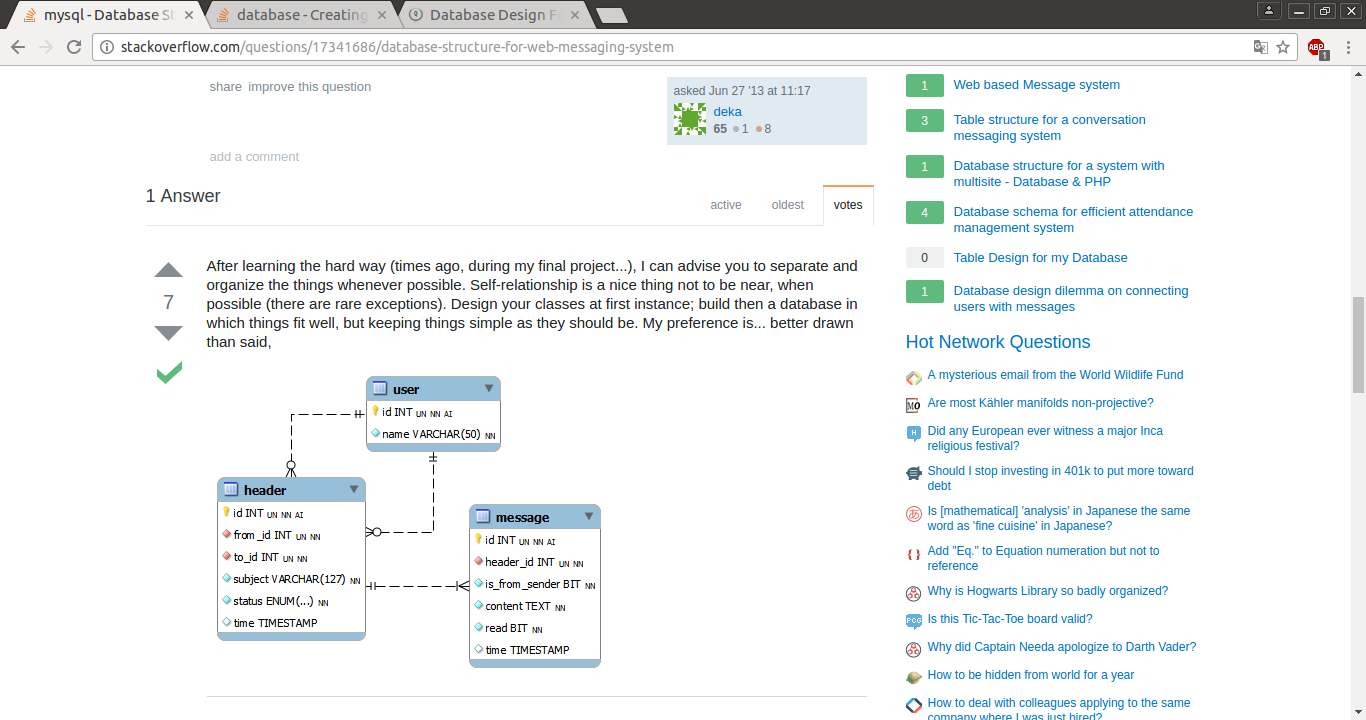 mysql - Database St
database - Creating
Database Design Fo
stackoverflow.com/questions/17341686/database-structure-for-web-messaging-system
ABP
1
share improve this question
asked Jun 27 '13 at 11:17
deka
65 1 8
add a comment
1 Answer
active oldest votes
7
After learning the hard way (times ago, during my final project...), I can advise you to separate and
organize the things whenever possible. Self-relationship is a nice thing not to be near, when
possible (there are rare exceptions). Design your classes at first instance; build then a database in
which things fit well, but keeping things simple as they should be. My preference is... better drawn
than said,
user
id INT UN NN AI
name VARCHAR(50) NN
header
id INT UN NN AI
from_id INT UN NN
to_id INT UN NN
subject VARCHAR(127) NN
status ENUM(...) NN
time TIMESTAMP
message
id INT UN NN AI
header_id INT UN NN
is_from_sender BIT NN
content TEXT NN
read BIT NN
time TIMESTAMP
1 Web based Message system
3 Table structure for a conversation
messaging system
1 Database structure for a system with
multisite - Database & PHP
4 Database schema for efficient attendance
management system
0 Table Design for my Database
1 Database design dilemma on connecting
users with messages
Hot Network Questions
A mysterious email from the World Wildlife Fund
MO Are most Kähler manifolds non-projective?
H Did any European ever witness a major Inca
religious festival?
Should I stop investing in 401k to put more toward
debt
あ Is [mathematical] 'analysis' in Japanese the same
word as 'fine cuisine' in Japanese?
{} Add "Eq." to Equation numeration but not to
reference
Why is Hogwarts Library so badly organized?
PCG Is this Tic-Tac-Toe board valid?
Why did Captain Needa apologize to Darth Vader?
How to be hidden from world for a year
How to deal with colleagues applying to the same
company where I was just hired?